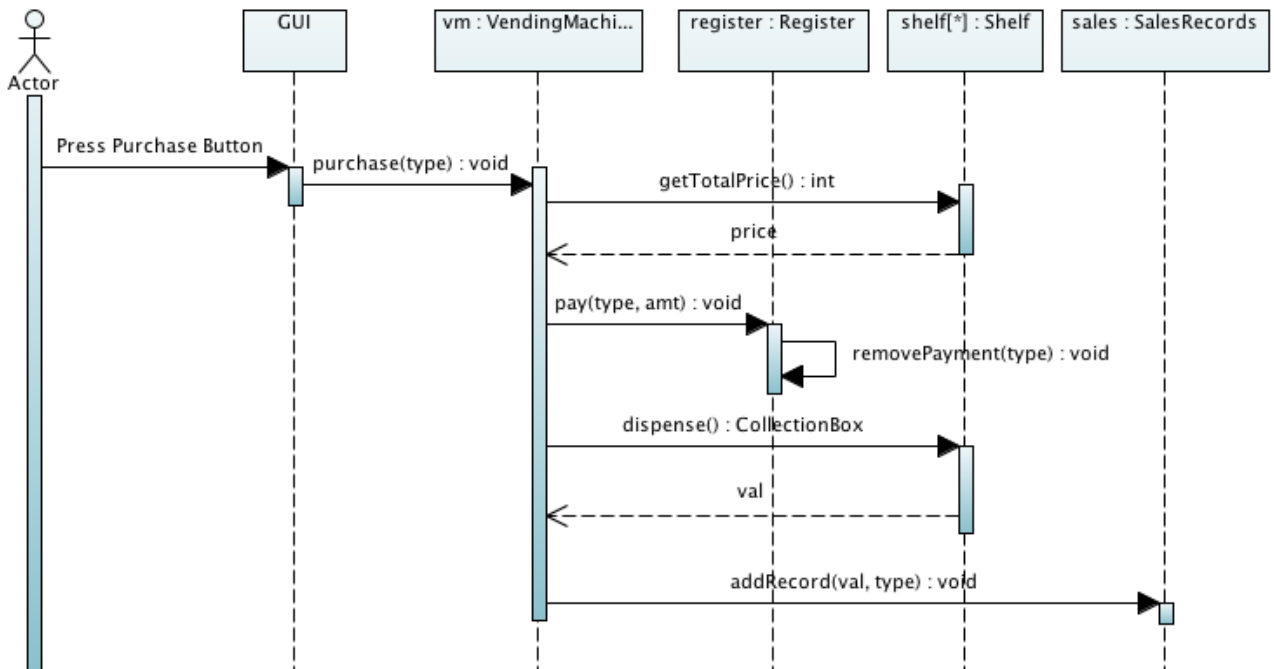 GUI
vm : VendingMachi...
register : Register
shelf[*] : Shelf
sales : SalesRecords
Actor
Press Purchase Button
purchase(type) : void
getTotalPrice() : int
price
pay(type, amt) : void
removePayment(type) : void
dispense() : CollectionBox
val
addRecord(val, type) : void